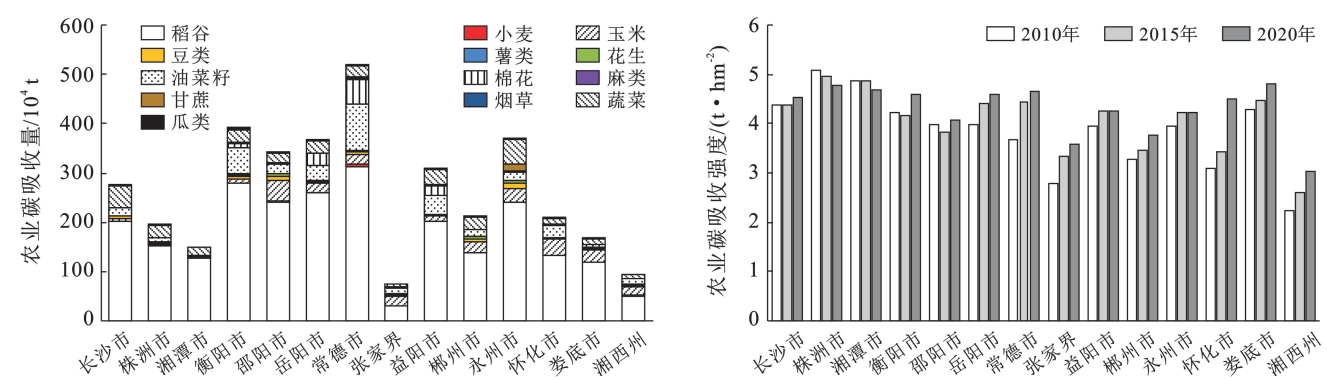 农业碳吸收量/10⁴ t
600
500
400
300
200
100
0
稻谷
小麦
玉米
豆类
薯类
花生
油菜籽
棉花
麻类
甘蔗
烟草
蔬菜
瓜类
长沙市
株洲市
湘潭市
衡阳市
邵阳市
岳阳市
常德市
张家界
益阳市
郴州市
永州市
怀化市
娄底市
湘西州
农业碳吸收强度/(t·hm⁻²)
6
5
4
3
2
1
0
2010年
2015年
2020年
长沙市
株洲市
湘潭市
衡阳市
邵阳市
岳阳市
常德市
张家界
益阳市
郴州市
永州市
怀化市
娄底市
湘西州